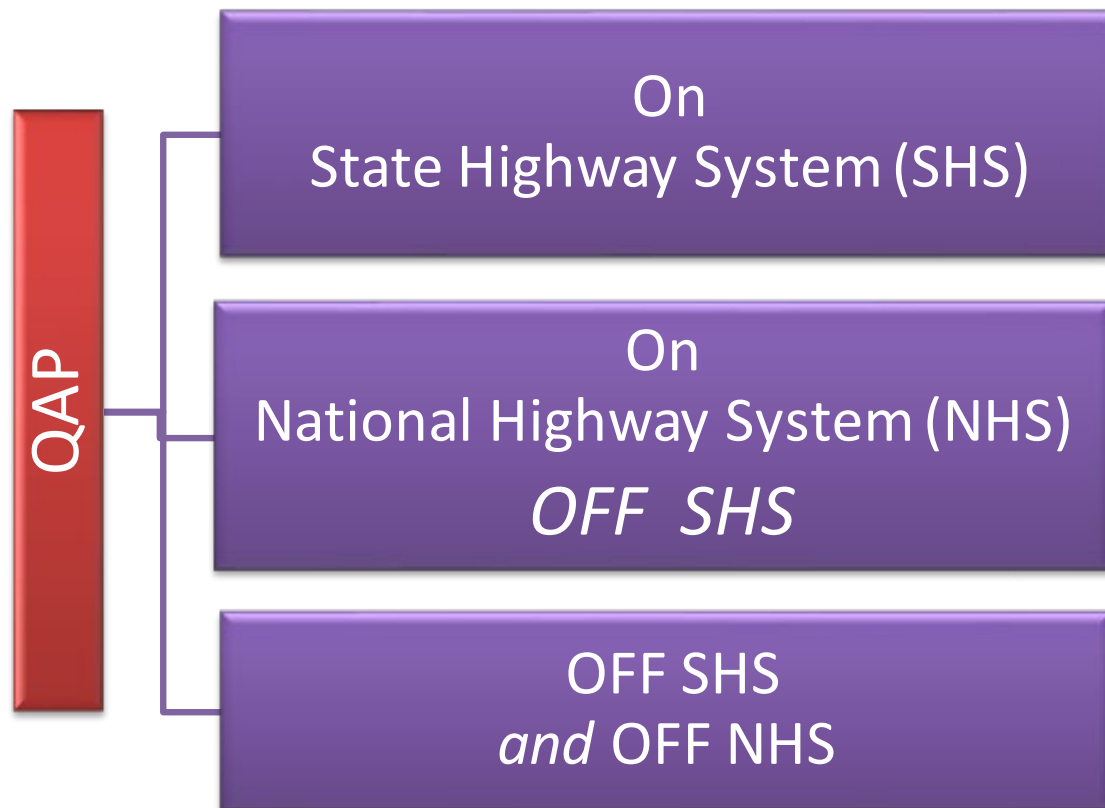 QAP
On
State Highway System (SHS)
On
National Highway System (NHS)
OFF SHS
OFF SHS
and OFF NHS